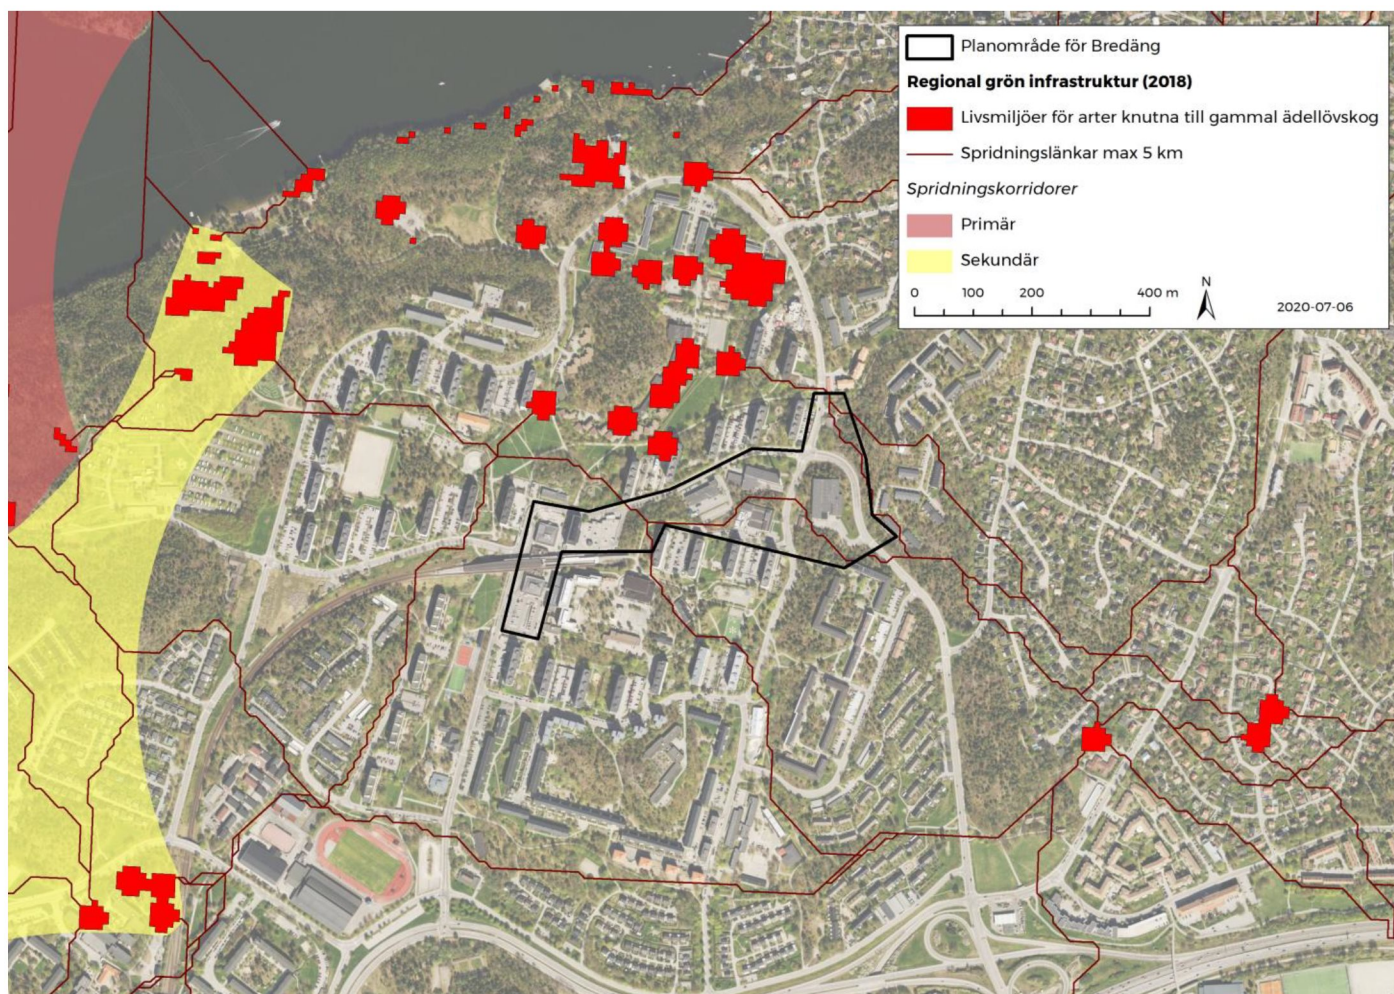 Planområde för Bredäng
Regional grön infrastruktur (2018)
Livsmiljöer för arter knutna till gammal ädellövskog
Spridningslänkar max 5 km
Spridningskorridorer
Primär
Sekundär
N
0 100 200 400 m
2020-07-06